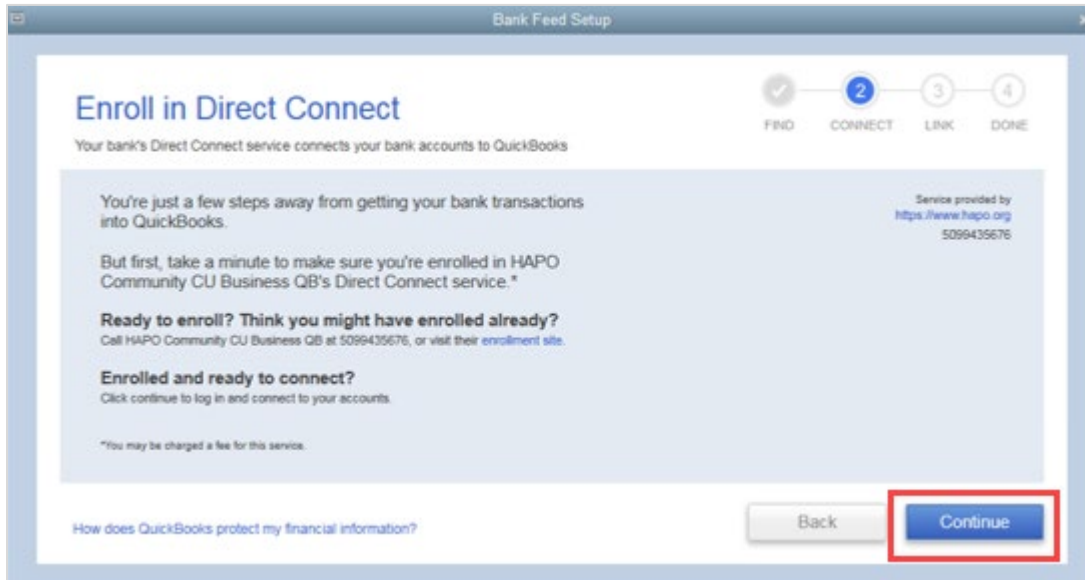 Bank Feed Setup
Enroll in Direct Connect
Your bank's Direct Connect service connects your bank accounts to QuickBooks
2
3
4
FIND
CONNECT
LINK
DONE
You're just a few steps away from getting your bank transactions
into QuickBooks.
But first, take a minute to make sure you're enrolled in HAPO
Community CU Business QB's Direct Connect service.*
Ready to enroll? Think you might have enrolled already?
Call HAPO Community CU Business QB at 5099435676, or visit their enrollment site.
Enrolled and ready to connect?
Click continue to log in and connect to your accounts.
*You may be charged a fee for this service.
Service provided by
https://www.hapo.org
5099435676
How does QuickBooks protect my financial information?
Back
Continue